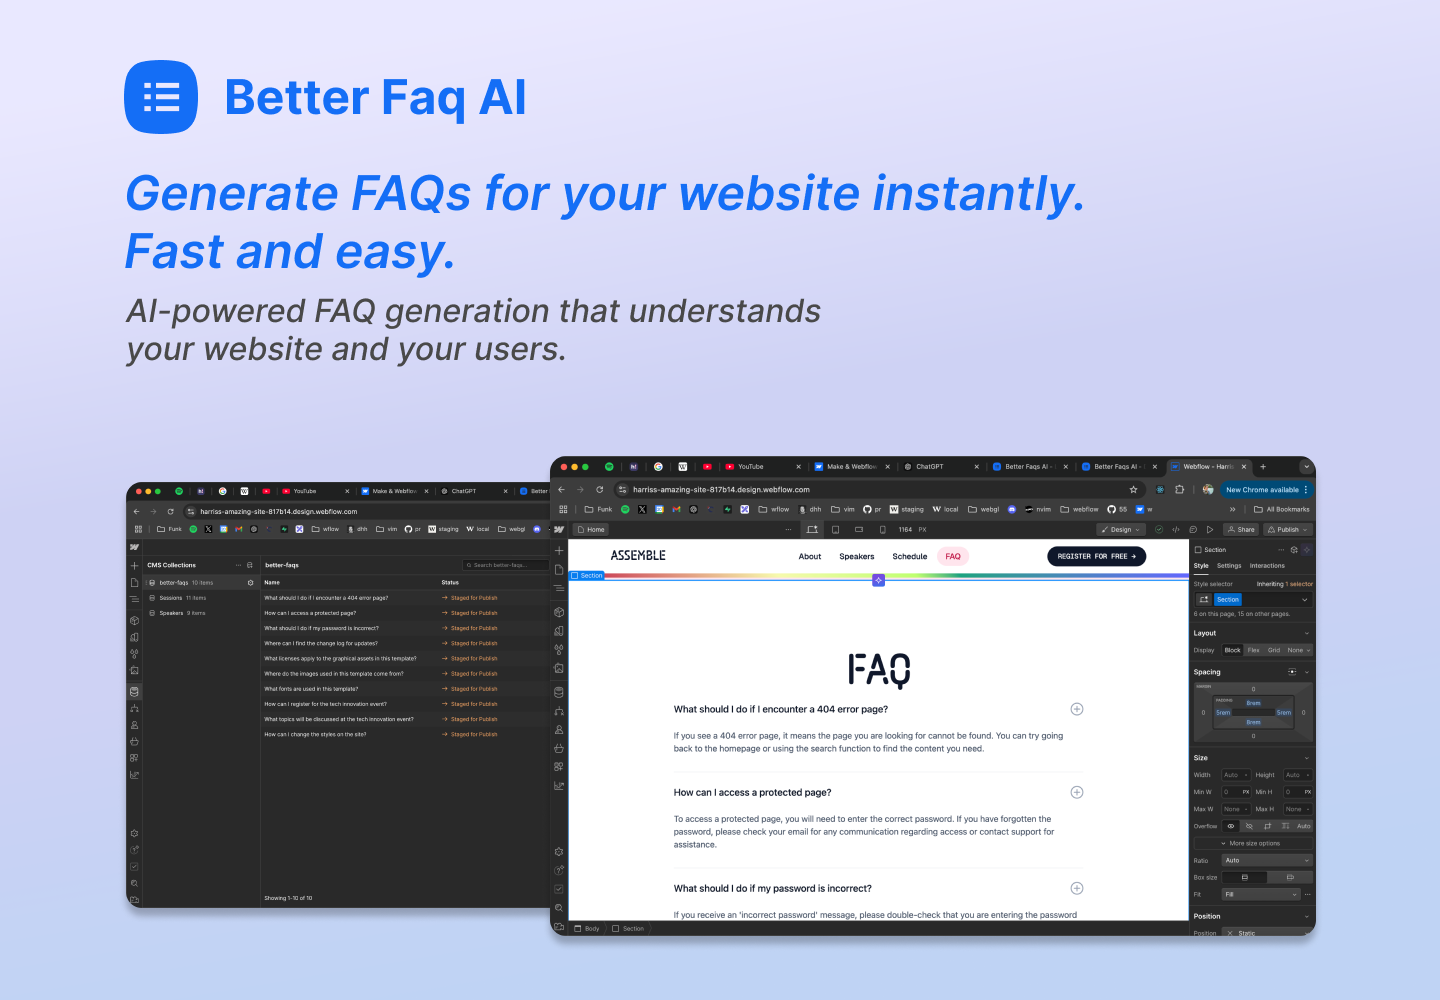 Better Faq AI
Generate FAQs for your website instantly.
Fast and easy.
AI-powered FAQ generation that understands
your website and your users.
YouTube
Make & Webflow
ChatGPT
Better
harriss-amazing-site-817b14.design.webflow.com
Funk
pr
wflow
dhh
vim
pr
staging
local
webgl
CMS Collections
better-faqs 10 items
Sessions 11 items
Speakers 9 items
better-faqs
Search better-faqs...
Name Status
What should I do if I encounter a 404 error page? Staged for Publish
How can I access a protected page? Staged for Publish
What should I do if my password is incorrect? Staged for Publish
Where can I find the change log for updates? Staged for Publish
What licenses apply to the graphical assets in this template? Staged for Publish
Where do the images used in this template come from? Staged for Publish
What fonts are used in this template? Staged for Publish
How can I register for the tech innovation event? Staged for Publish
What topics will be discussed at the tech innovation event? Staged for Publish
How can I change the styles on the site? Staged for Publish
Showing 1-10 of 10
YouTube
Make & Webflow
ChatGPT
Better Faqs AI -
Better Faqs AI -
Webflow - Harris
harriss-amazing-site-817b14.design.webflow.com
New Chrome available
Funk
wflow
dhh
vim
pr
staging
local
webgl
nvim
webflow
55
w
All Bookmarks
Home
1164 PX
Design
Share
Publish
ASSEMBLE
About
Speakers
Schedule
FAQ
REGISTER FOR FREE →
Section
FAQ
What should I do if I encounter a 404 error page?
If you see a 404 error page, it means the page you are looking for cannot be found. You can try going
back to the homepage or using the search function to find the content you need.
How can I access a protected page?
To access a protected page, you will need to enter the correct password. If you have forgotten the
password, please check your email for any communication regarding access or contact support for
assistance.
What should I do if my password is incorrect?
If you receive an 'incorrect password' message, please double-check that you are entering the password
Body
Section
Section
Style Settings Interactions
Style selector Inheriting 1 selector
Section
6 on this page, 15 on other pages.
Layout
Display Block Flex Grid None
Spacing
MARGIN 0
PADDING 8rem
0 5rem 5rem 0
8rem
0
Size
Width Auto Height Auto
Min W 0 PX Min H 0 PX
Max W None Max H None
Overflow Auto
More size options
Ratio Auto
Box size
Fit Fill
Position
Position Static